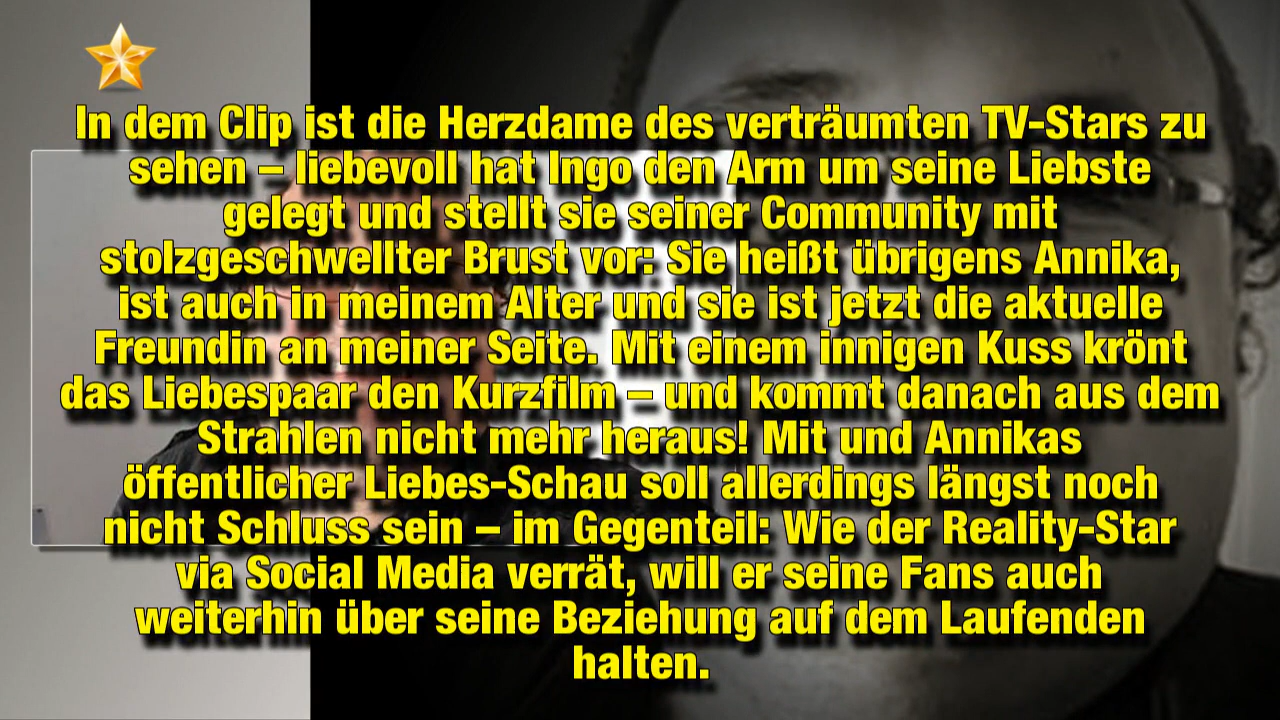 In dem Clip ist die Herzdame des verträumten TV-Stars zu
sehen – liebevoll hat Ingo den Arm um seine Liebste
gelegt und stellt sie seiner Community mit
stolzgeschwellter Brust vor: Sie heißt übrigens Annika,
ist auch in meinem Alter und sie ist jetzt die aktuelle
Freundin an meiner Seite. Mit einem innigen Kuss krönt
das Liebespaar den Kurzfilm – und kommt danach aus dem
Strahlen nicht mehr heraus! Mit und Annikas
öffentlicher Liebes-Schau soll allerdings längst noch
nicht Schluss sein – im Gegenteil: Wie der Reality-Star
via Social Media verrät, will er seine Fans auch
weiterhin über seine Beziehung auf dem Laufenden
halten.